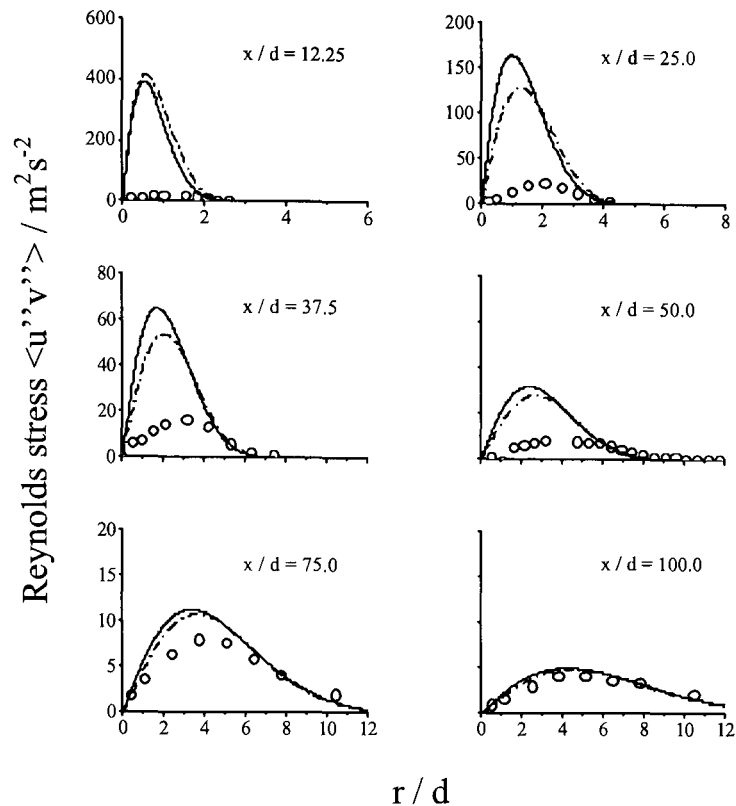 Reynolds stress <u’’v’’> / m²s⁻²
600
400
200
0
0 2 4 6
x / d = 12.25
200
150
100
50
0
0 2 4 6 8
x / d = 25.0
80
60
40
20
0
x / d = 37.5
x / d = 50.0
20
15
10
5
0
0 2 4 6 8 10 12
x / d = 75.0
0 2 4 6 8 10 12
x / d = 100.0
r / d